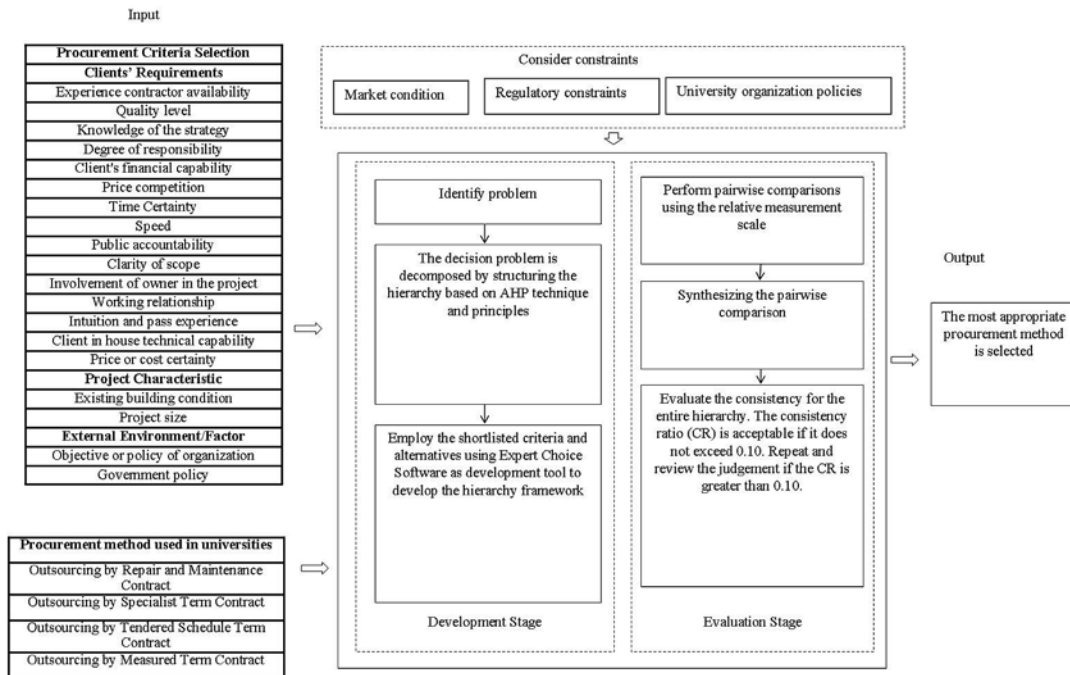 Input
Procurement Criteria Selection
Clients' Requirements
Experience contractor availability
Quality level
Knowledge of the strategy
Degree of responsibility
Client's financial capability
Price competition
Time Certainty
Speed
Public accountability
Clarity of scope
Involvement of owner in the project
Working relationship
Intuition and pass experience
Client in house technical capability
Price or cost certainty
Project Characteristic
Existing building condition
Project size
External Environment/Factor
Objective or policy of organization
Government policy
Procurement method used in universities
Outsourcing by Repair and Maintenance
Contract
Outsourcing by Specialist Term Contract
Outsourcing by Tendered Schedule Term
Contract
Outsourcing by Measured Term Contract
Consider constraints
Market condition
Regulatory constraints
University organization policies
Identify problem
The decision problem is
decomposed by structuring the
hierarchy based on AHP technique
and principles
Employ the shortlisted criteria and
alternatives using Expert Choice
Software as development tool to
develop the hierarchy framework
Development Stage
Perform pairwise comparisons
using the relative measurement
scale
Synthesizing the pairwise
comparison
Evaluate the consistency for the
entire hierarchy. The consistency
ratio (CR) is acceptable if it does
not exceed 0.10. Repeat and
review the judgement if the CR is
greater than 0.10.
Evaluation Stage
Output
The most appropriate
procurement method
is selected